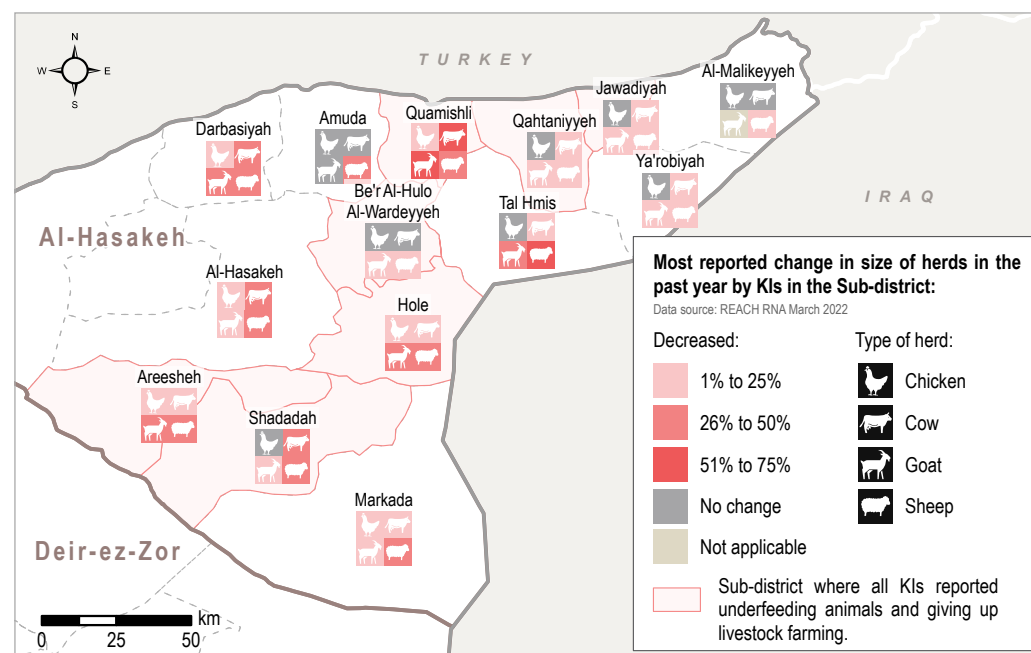 N
W E
S
TURKEY
IRAQ
Al-Malikeyyeh
Jawadiyah
Quamishli
Qahtaniyyeh
Amuda
Darbasiyah
Ya'robiyah
Be'r Al-Hulo
Al-Wardeyyeh
Tal Hmis
Al-Hasakeh
Al-Hasakeh
Hole
Areesheh
Shadadah
Markada
Deir-ez-Zor
km
0 25 50
Most reported change in size of herds in the
past year by KIs in the Sub-district:
Data source: REACH RNA March 2022
Decreased:
1% to 25%
26% to 50%
51% to 75%
No change
Not applicable
Type of herd:
Chicken
Cow
Goat
Sheep
Sub-district where all KIs reported
underfeeding animals and giving up
livestock farming.